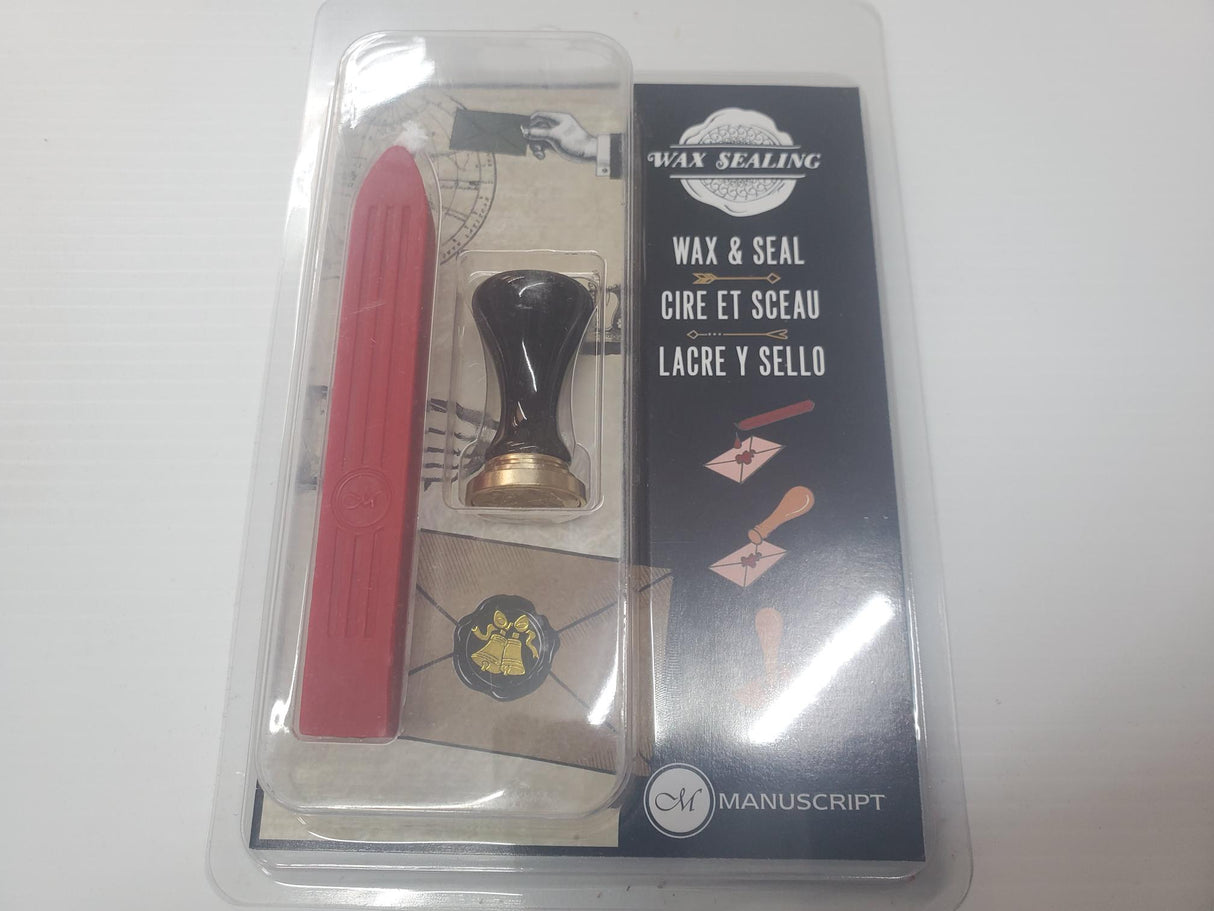 WAX SEALING
WAX & SEAL
CIRE ET SCEAU
LACRE Y SELLO
M MANUSCRIPT
M